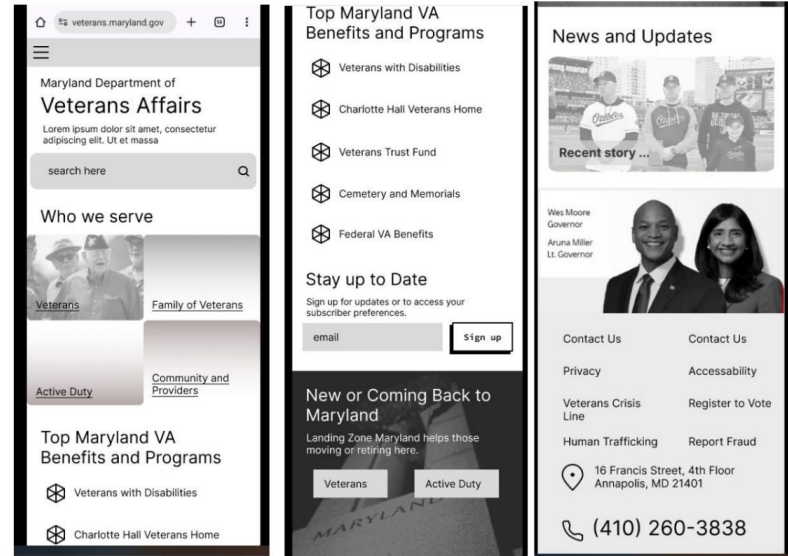 veterans.maryland.gov
Maryland Department of
Veterans Affairs
Lorem ipsum dolor sit amet, consectetur
adipiscing elit. Ut et massa
search here
Who we serve
Veterans
Family of Veterans
Active Duty
Community and
Providers
Top Maryland VA
Benefits and Programs
Veterans with Disabilities
Charlotte Hall Veterans Home
Top Maryland VA
Benefits and Programs
Veterans with Disabilities
Charlotte Hall Veterans Home
Veterans Trust Fund
Cemetery and Memorials
Federal VA Benefits
Stay up to Date
Sign up for updates or to access your
subscriber preferences.
email
Sign up
New or Coming Back to
Maryland
Landing Zone Maryland helps those
moving or retiring here.
Veterans
Active Duty
MARYLAN
News and Updates
Orioles
Recent story ...
Wes Moore
Governor
Aruna Miller
Lt. Governor
Contact Us
Contact Us
Privacy
Accessability
Veterans Crisis
Line
Register to Vote
Human Trafficking
Report Fraud
16 Francis Street, 4th Floor
Annapolis, MD 21401
(410) 260-3838